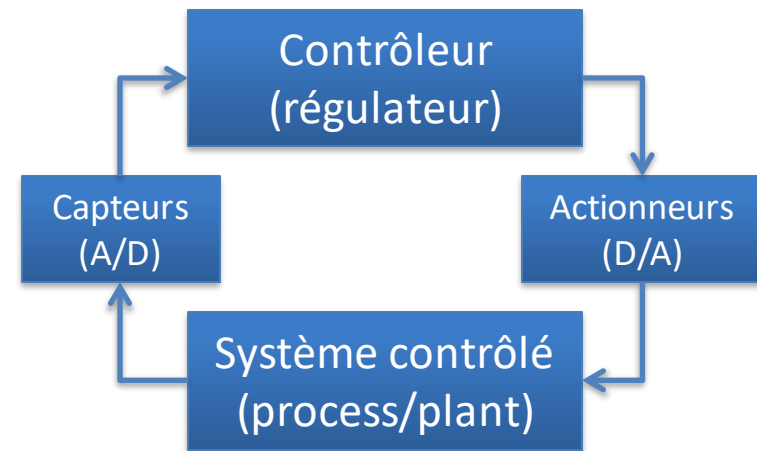 Contrôleur
(régulateur)
Capteurs
(A/D)
Actionneurs
(D/A)
Système contrôlé
(process/plant)